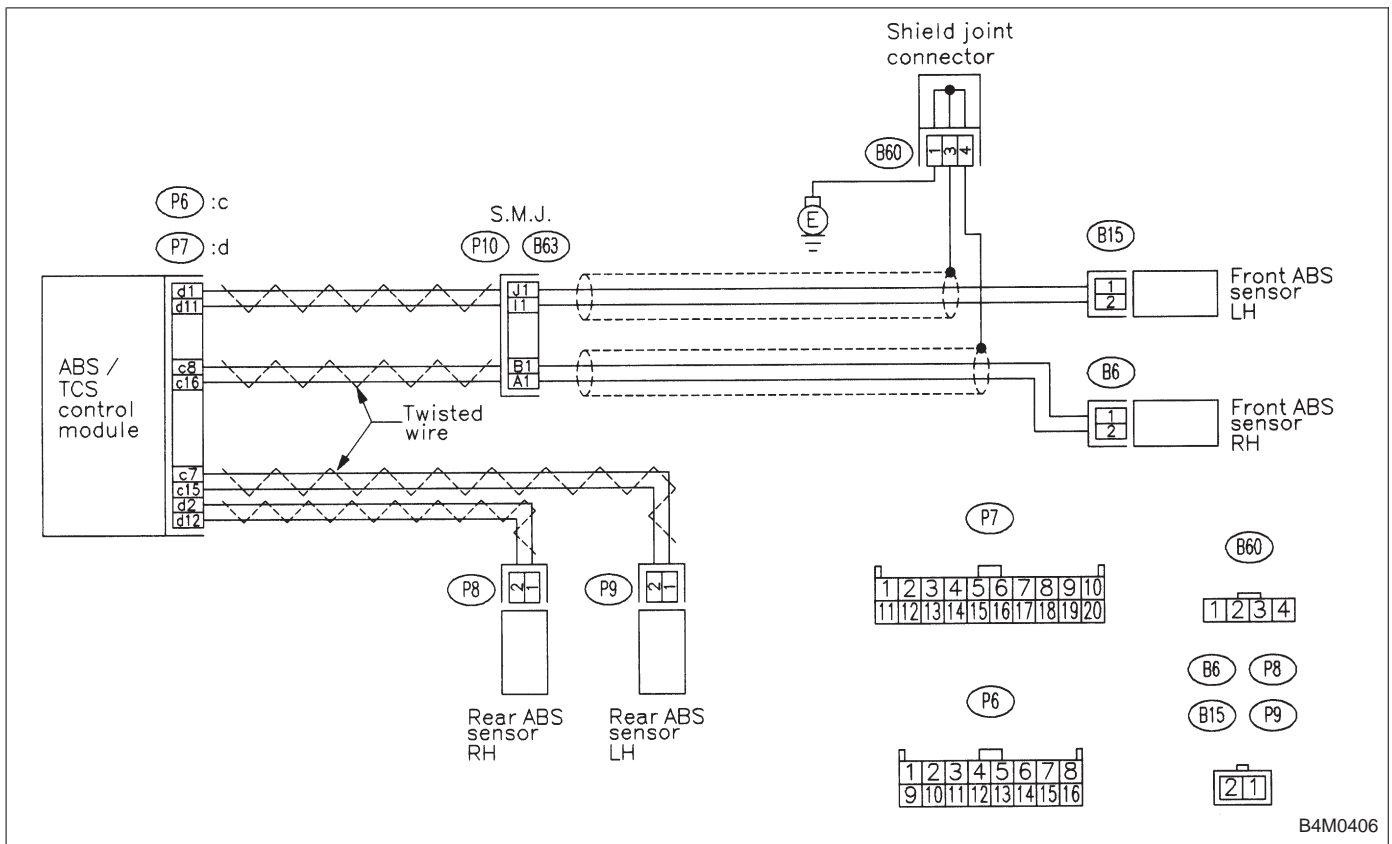 Shield joint
connector
1 3 4
B60
E
P6 :c
P7 :d
S.M.J.
P10 B63
B15
d1
d11
J1
I1
1
2
Front ABS
sensor
LH
c8
c16
B1
A1
B6
ABS /
TCS
control
module
Twisted
wire
1
2
Front ABS
sensor
RH
c7
c15
d2
d12
P8
2 1
P9
2 1
Rear ABS
sensor
RH
Rear ABS
sensor
LH
P7
1 2 3 4 5 6 7 8 9 10
11 12 13 14 15 16 17 18 19 20
B60
1 2 3 4
P6
1 2 3 4 5 6 7 8
9 10 11 12 13 14 15 16
B6 P8
B15 P9
2 1
B4M0406